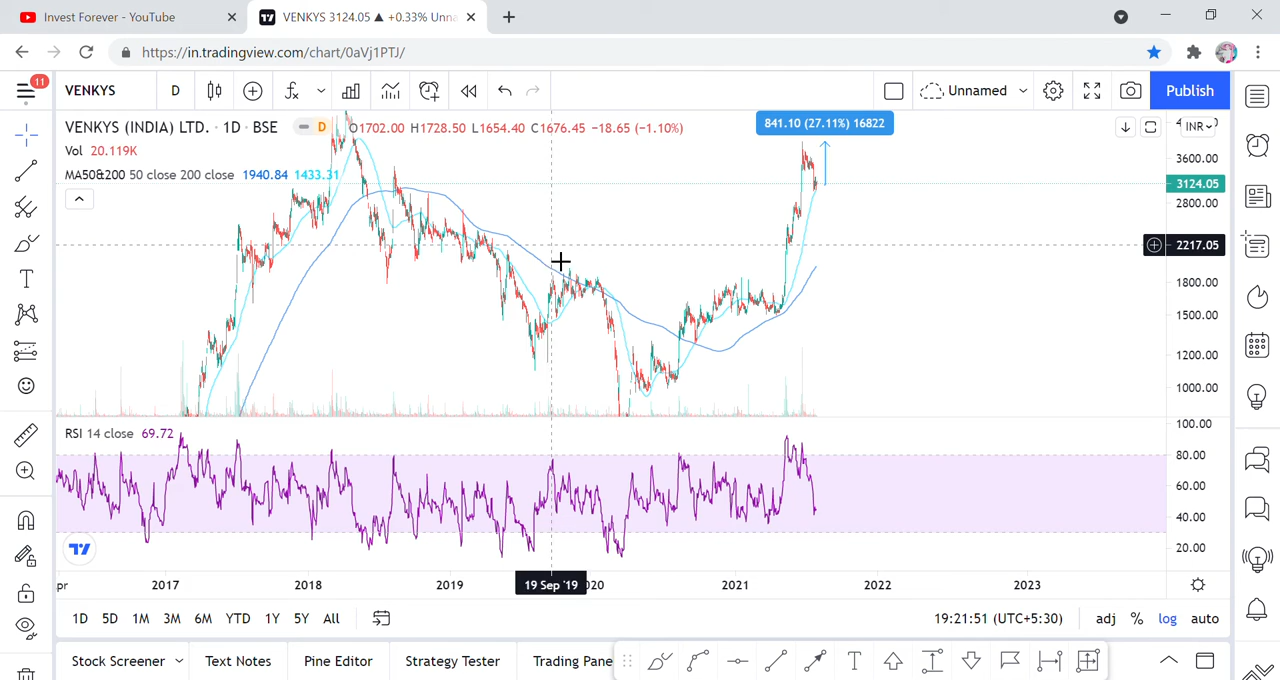 Invest Forever - YouTube
VENKYS 3124.05 ▲ +0.33% Unna
https://in.tradingview.com/chart/0aVj1PTJ/
11
VENKYS
D
Unnamed
Publish
VENKYS (INDIA) LTD. · 1D · BSE
D
O1702.00 H1728.50 L1654.40 C1676.45 −18.65 (−1.10%)
Vol 20.119K
MA50&200 50 close 200 close 1940.84 1433.31
841.10 (27.11%) 16822
INR
3600.00
3124.05
2800.00
2217.05
1800.00
1500.00
1200.00
1000.00
RSI 14 close 69.72
100.00
80.00
60.00
40.00
20.00
2017
2018
2019
19 Sep '19
2021
2022
2023
1D 5D 1M 3M 6M YTD 1Y 5Y All
19:21:51 (UTC+5:30)
adj % log auto
Stock Screener
Text Notes
Pine Editor
Strategy Tester
Trading Pane